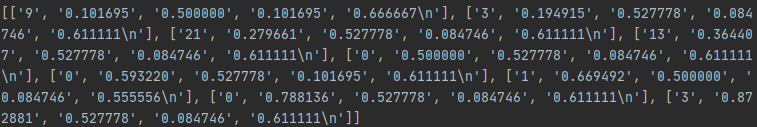 [['9', '0.101695', '0.500000', '0.101695', '0.666667\n'], ['3', '0.194915', '0.527778', '0.084
746', '0.611111\n'], ['21', '0.279661', '0.527778', '0.084746', '0.611111\n'], ['13', '0.36440
7', '0.527778', '0.084746', '0.611111\n'], ['0', '0.500000', '0.527778', '0.084746', '0.611111
\n'], ['0', '0.593220', '0.527778', '0.101695', '0.611111\n'], ['1', '0.669492', '0.500000', '
0.084746', '0.555556\n'], ['0', '0.788136', '0.527778', '0.084746', '0.611111\n'], ['3', '0.87
2881', '0.527778', '0.084746', '0.611111\n']]